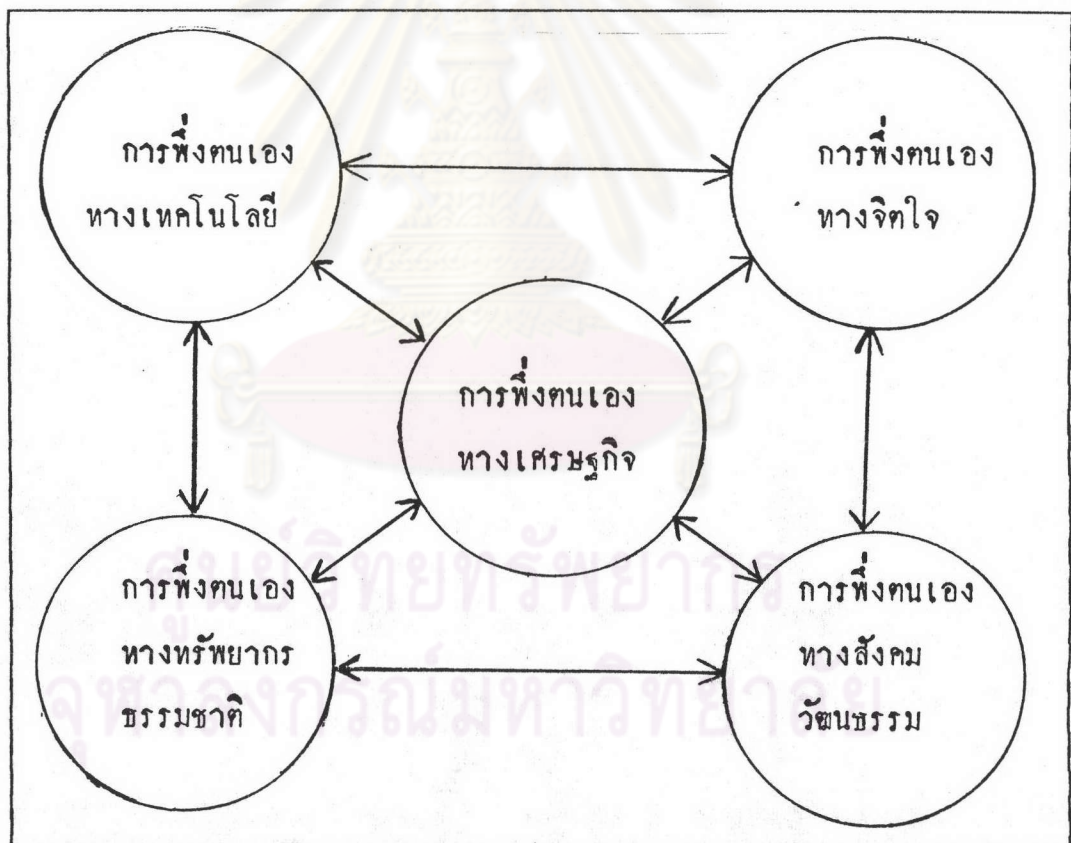 การพึ่งตนเอง
ทางเทคโนโลยี
การพึ่งตนเอง
ทางจิตใจ
การพึ่งตนเอง
ทางเศรษฐกิจ
การพึ่งตนเอง
ทางทรัพยากร
ธรรมชาติ
การพึ่งตนเอง
ทางสังคม
วัฒนธรรม
ศูนย์วิทยทรัพยากร
จุฬาลงกรณ์มหาวิทยาลัย